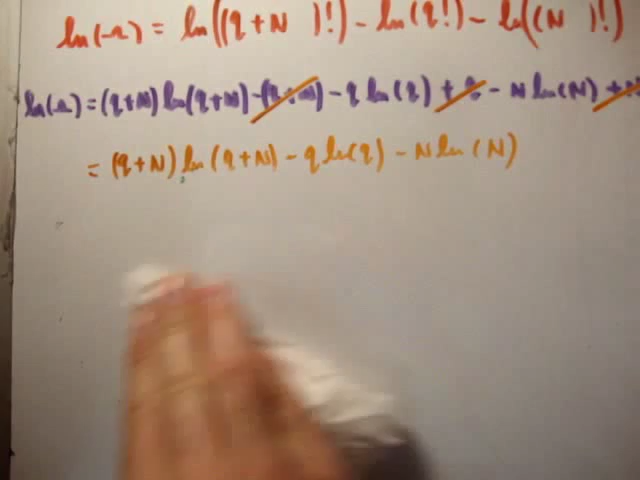 ln(Ω) = ln((q+N )!) - ln(q!) - ln((N )!)
ln(Ω) = (q+N)ln(q+N) - (q+N) - q ln(q) + q - N ln(N) + N
= (q+N) ln(q+N) - q ln(q) - N ln(N)